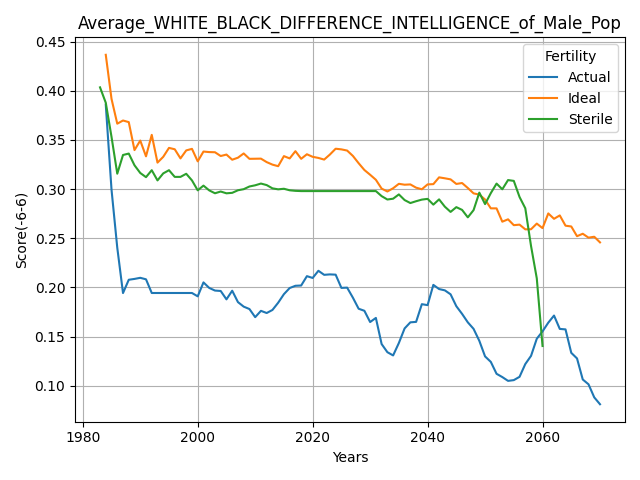 Average_WHITE_BLACK_DIFFERENCE_INTELLIGENCE_of_Male_Pop
Fertility
Actual
Ideal
Sterile
Score(-6-6)
0.45
0.40
0.35
0.30
0.25
0.20
0.15
0.10
1980 2000 2020 2040 2060
Years